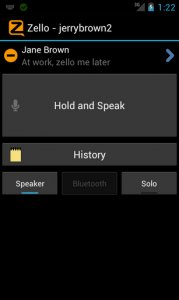 1:22
Zello - jerrybrown2
Jane Brown
At work, zello me later
Hold and Speak
History
Speaker
Bluetooth
Solo